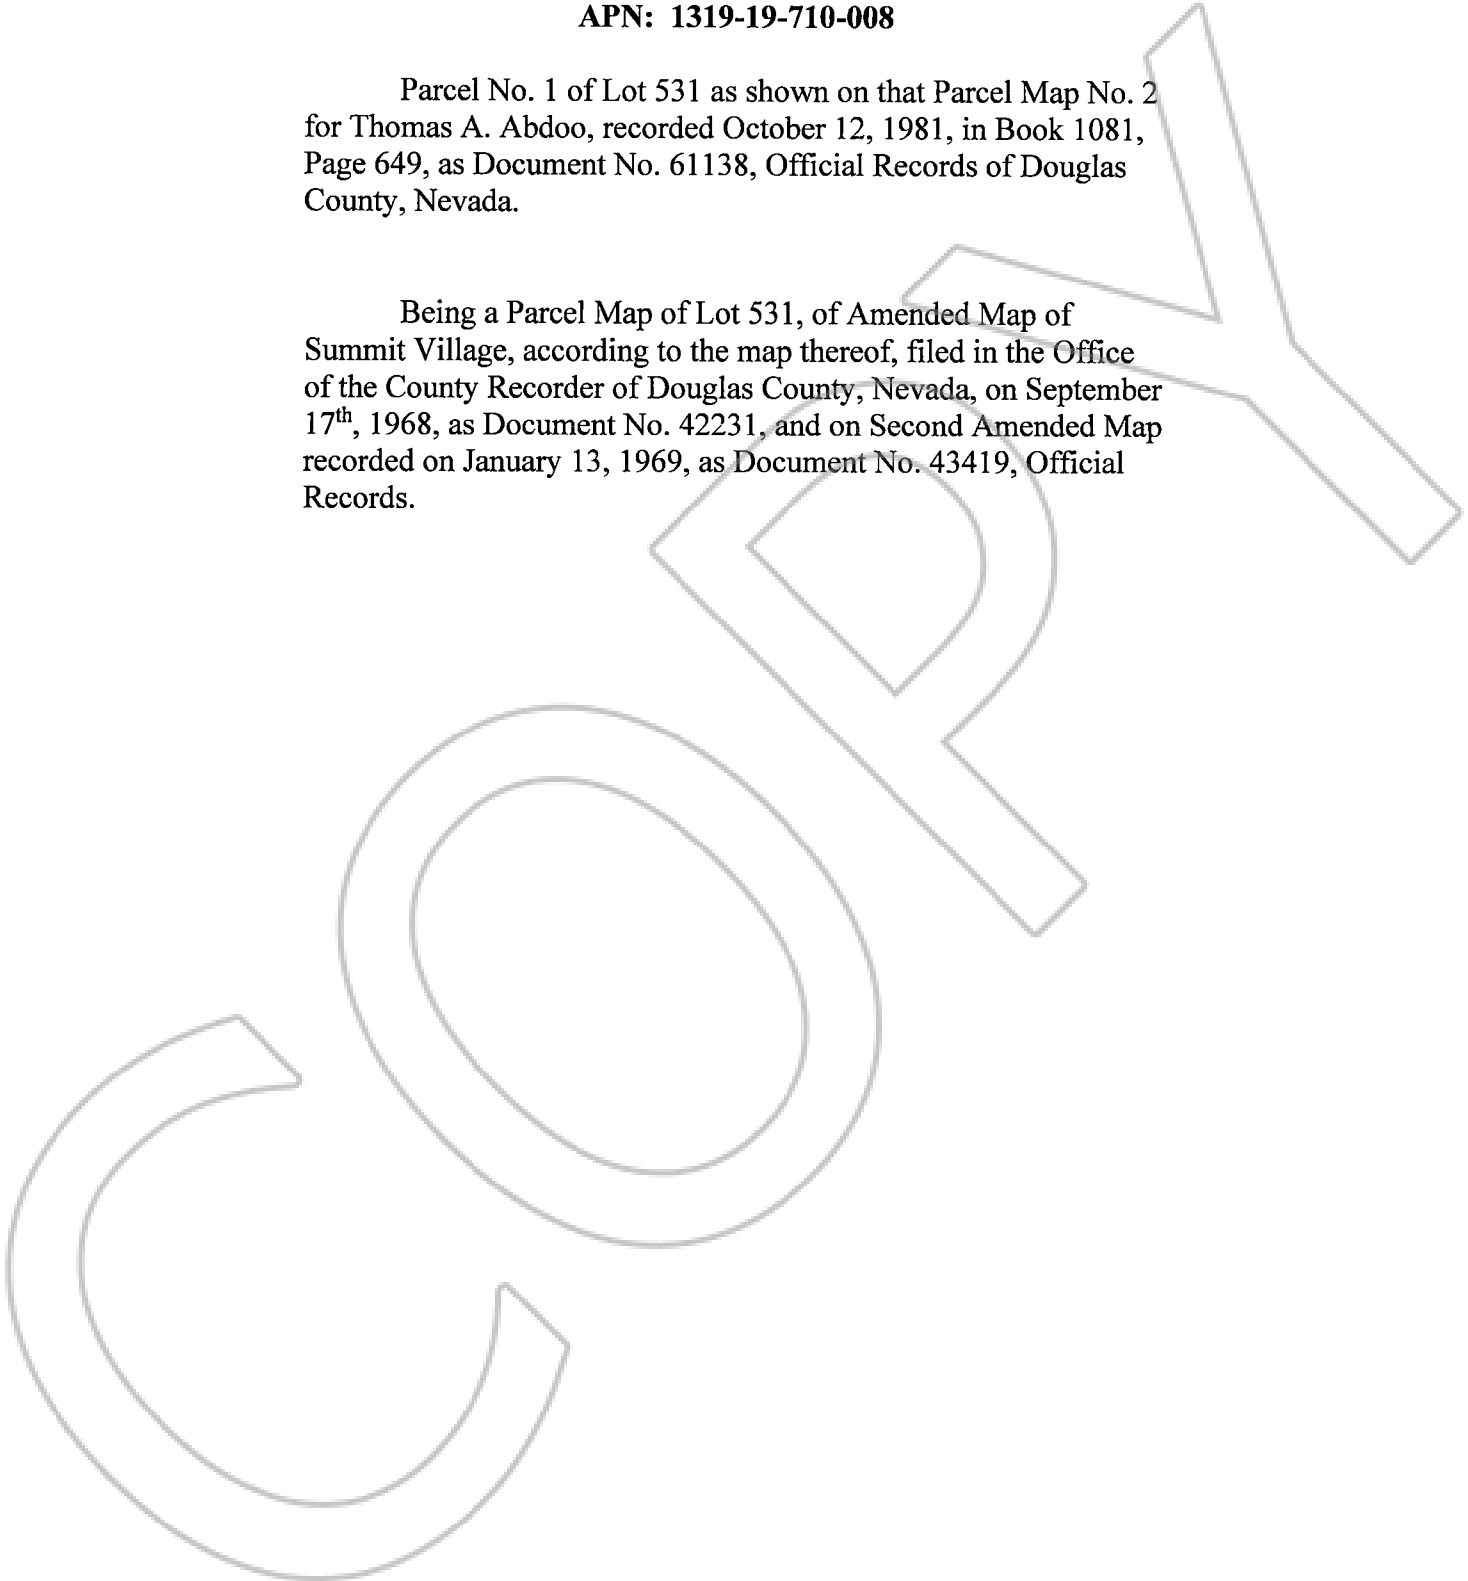 APN: 1319-19-710-008
Parcel No. 1 of Lot 531 as shown on that Parcel Map No. 2
for Thomas A. Abdoo, recorded October 12, 1981, in Book 1081,
Page 649, as Document No. 61138, Official Records of Douglas
County, Nevada.
Being a Parcel Map of Lot 531, of Amended Map of
Summit Village, according to the map thereof, filed in the Office
of the County Recorder of Douglas County, Nevada, on September
17th, 1968, as Document No. 42231, and on Second Amended Map
recorded on January 13, 1969, as Document No. 43419, Official
Records.
COPY